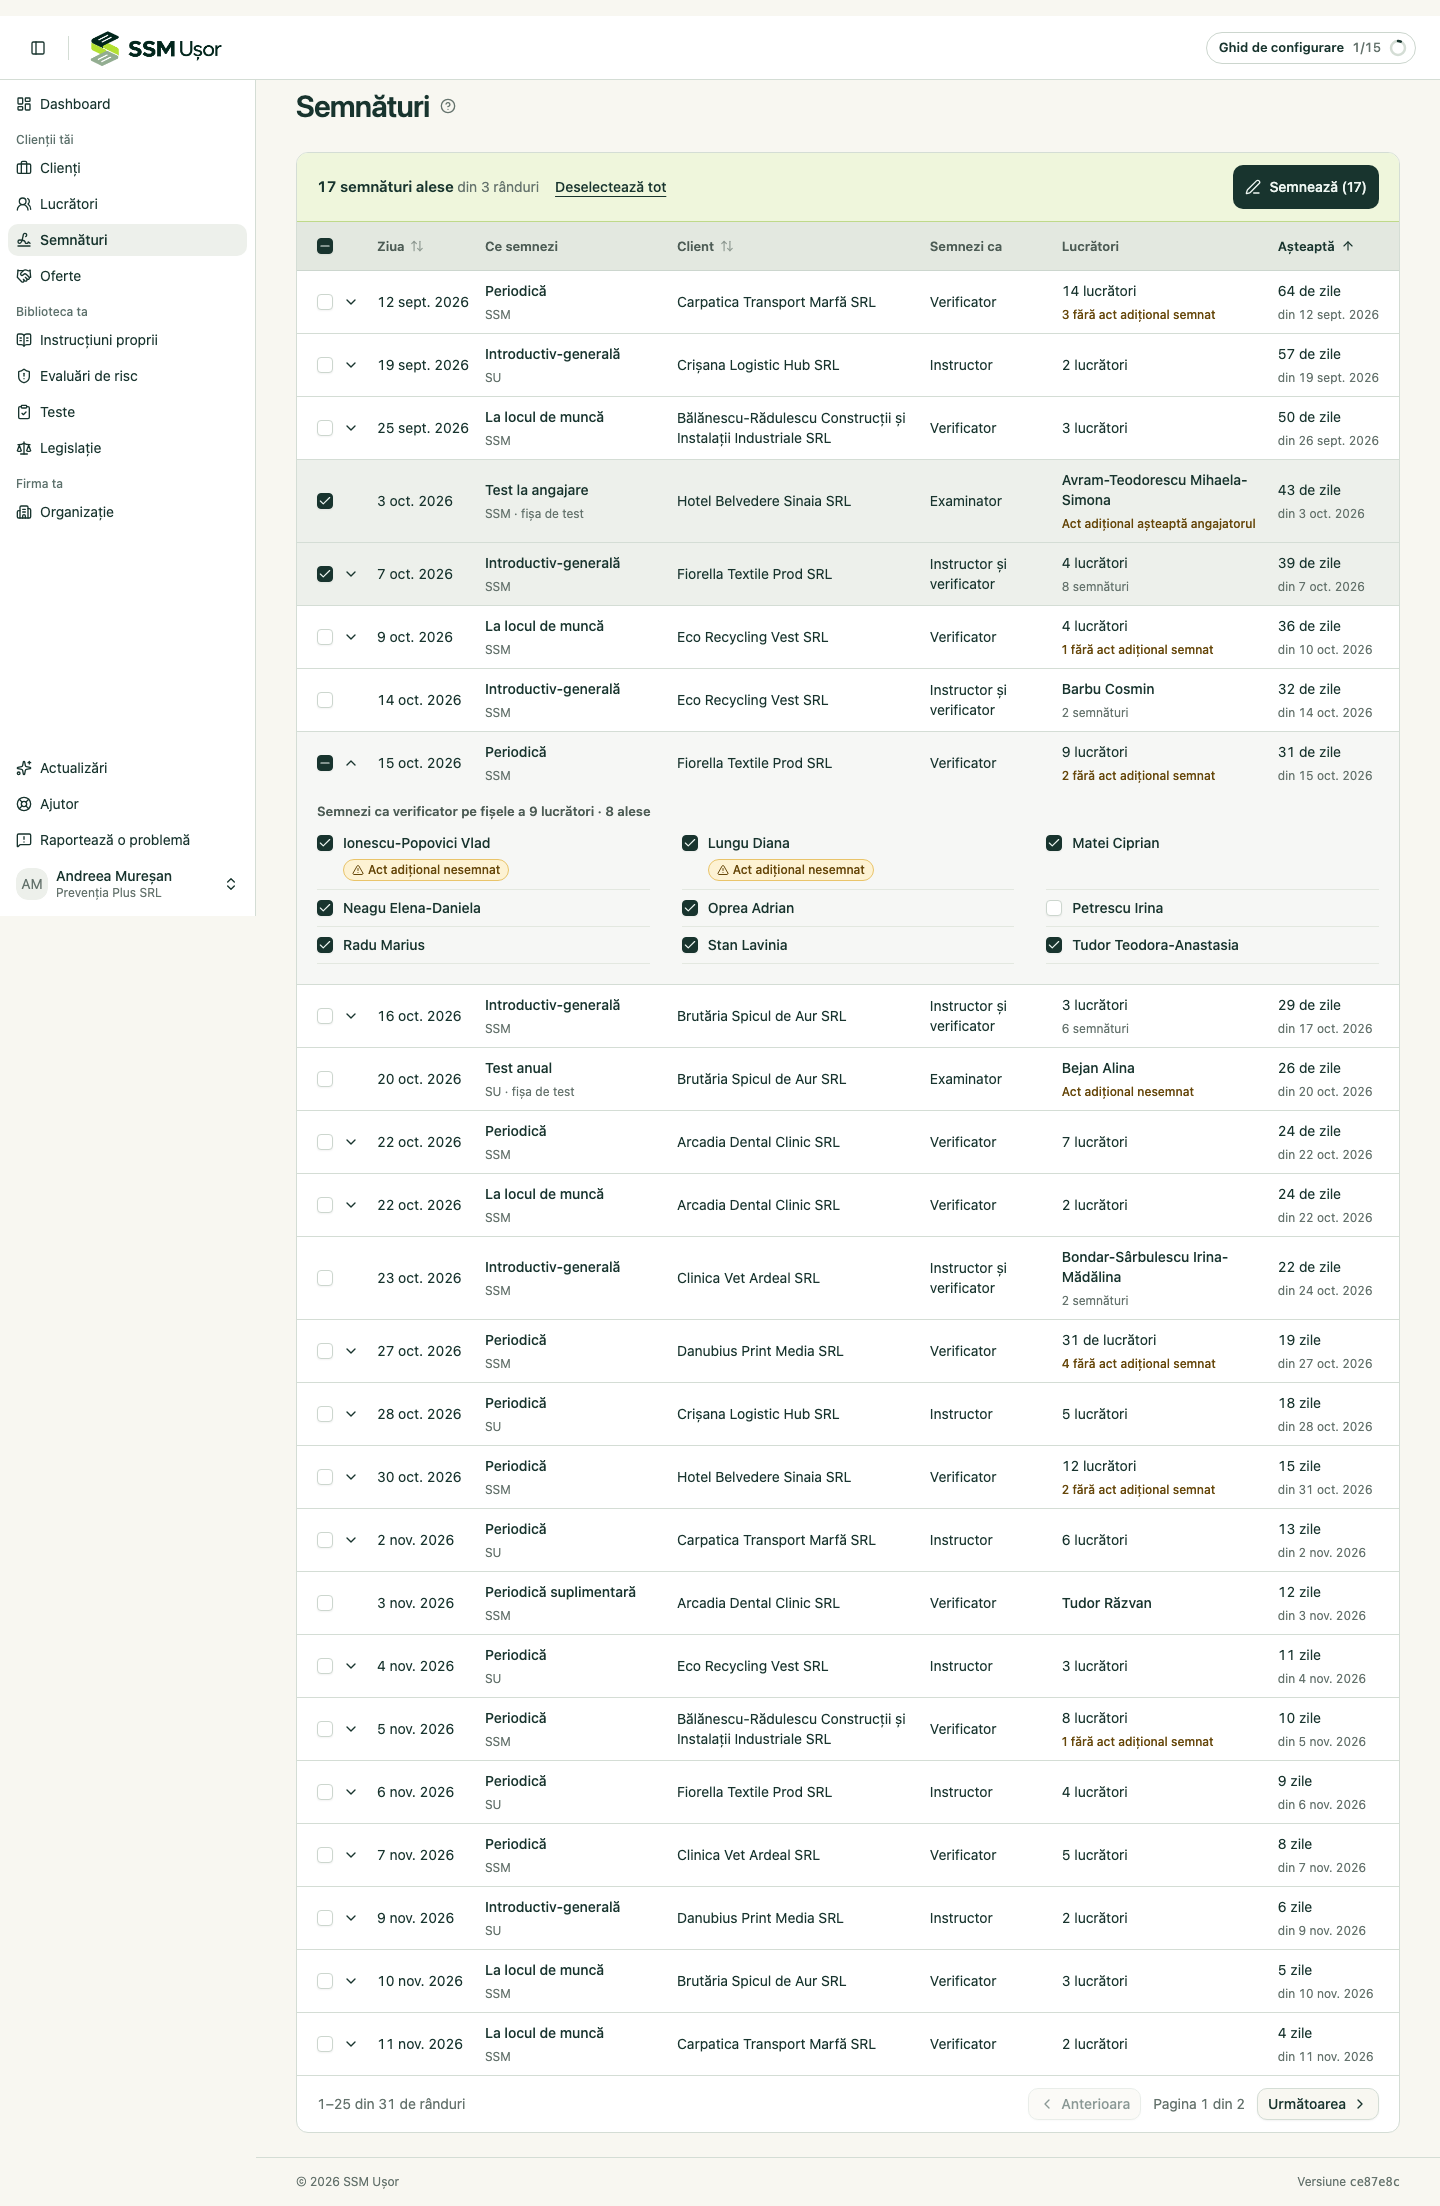 SSM Ușor
Ghid de configurare 1/15
Dashboard
Clienții tăi
Clienți
Lucrători
Semnături
Oferte
Biblioteca ta
Instrucțiuni proprii
Evaluări de risc
Teste
Legislație
Firma ta
Organizație
Actualizări
Ajutor
Raportează o problemă
AM
Andreea Mureșan
Prevenția Plus SRL
Semnături
17 semnături alese din 3 rânduri Deselectează tot
Semnează (17)
Ziua Ce semnezi Client Semnezi ca Lucrători Așteaptă
12 sept. 2026 Periodică Carpatica Transport Marfă SRL Verificator 14 lucrători 64 de zile
SSM 3 fără act adițional semnat din 12 sept. 2026
19 sept. 2026 Introductiv-generală Crișana Logistic Hub SRL Instructor 2 lucrători 57 de zile
SU din 19 sept. 2026
25 sept. 2026 La locul de muncă Bălănescu-Rădulescu Construcții și Verificator 3 lucrători 50 de zile
SSM Instalații Industriale SRL din 26 sept. 2026
3 oct. 2026 Test la angajare Hotel Belvedere Sinaia SRL Examinator Avram-Teodorescu Mihaela- 43 de zile
SSM · fișa de test Simona din 3 oct. 2026
Act adițional așteaptă angajatorul
7 oct. 2026 Introductiv-generală Fiorella Textile Prod SRL Instructor și 4 lucrători 39 de zile
SSM verificator 8 semnături din 7 oct. 2026
9 oct. 2026 La locul de muncă Eco Recycling Vest SRL Verificator 4 lucrători 36 de zile
SSM 1 fără act adițional semnat din 10 oct. 2026
14 oct. 2026 Introductiv-generală Eco Recycling Vest SRL Instructor și Barbu Cosmin 32 de zile
SSM verificator 2 semnături din 14 oct. 2026
15 oct. 2026 Periodică Fiorella Textile Prod SRL Verificator 9 lucrători 31 de zile
SSM 2 fără act adițional semnat din 15 oct. 2026
Semnezi ca verificator pe fișele a 9 lucrători · 8 alese
Ionescu-Popovici Vlad Lungu Diana Matei Ciprian
Act adițional nesemnat Act adițional nesemnat
Neagu Elena-Daniela Oprea Adrian Petrescu Irina
Radu Marius Stan Lavinia Tudor Teodora-Anastasia
16 oct. 2026 Introductiv-generală Brutăria Spicul de Aur SRL Instructor și 3 lucrători 29 de zile
SSM verificator 6 semnături din 17 oct. 2026
20 oct. 2026 Test anual Brutăria Spicul de Aur SRL Examinator Bejan Alina 26 de zile
SU · fișa de test Act adițional nesemnat din 20 oct. 2026
22 oct. 2026 Periodică Arcadia Dental Clinic SRL Verificator 7 lucrători 24 de zile
SSM din 22 oct. 2026
22 oct. 2026 La locul de muncă Arcadia Dental Clinic SRL Verificator 2 lucrători 24 de zile
SSM din 22 oct. 2026
23 oct. 2026 Introductiv-generală Clinica Vet Ardeal SRL Instructor și Bondar-Sârbulescu Irina- 22 de zile
SSM verificator Mădălina din 24 oct. 2026
2 semnături
27 oct. 2026 Periodică Danubius Print Media SRL Verificator 31 de lucrători 19 zile
SSM 4 fără act adițional semnat din 27 oct. 2026
28 oct. 2026 Periodică Crișana Logistic Hub SRL Instructor 5 lucrători 18 zile
SU din 28 oct. 2026
30 oct. 2026 Periodică Hotel Belvedere Sinaia SRL Verificator 12 lucrători 15 zile
SSM 2 fără act adițional semnat din 31 oct. 2026
2 nov. 2026 Periodică Carpatica Transport Marfă SRL Instructor 6 lucrători 13 zile
SU din 2 nov. 2026
3 nov. 2026 Periodică suplimentară Arcadia Dental Clinic SRL Verificator Tudor Răzvan 12 zile
SSM din 3 nov. 2026
4 nov. 2026 Periodică Eco Recycling Vest SRL Instructor 3 lucrători 11 zile
SU din 4 nov. 2026
5 nov. 2026 Periodică Bălănescu-Rădulescu Construcții și Verificator 8 lucrători 10 zile
SSM Instalații Industriale SRL 1 fără act adițional semnat din 5 nov. 2026
6 nov. 2026 Periodică Fiorella Textile Prod SRL Instructor 4 lucrători 9 zile
SU din 6 nov. 2026
7 nov. 2026 Periodică Clinica Vet Ardeal SRL Verificator 5 lucrători 8 zile
SSM din 7 nov. 2026
9 nov. 2026 Introductiv-generală Danubius Print Media SRL Instructor 2 lucrători 6 zile
SU din 9 nov. 2026
10 nov. 2026 La locul de muncă Brutăria Spicul de Aur SRL Verificator 3 lucrători 5 zile
SSM din 10 nov. 2026
11 nov. 2026 La locul de muncă Carpatica Transport Marfă SRL Verificator 2 lucrători 4 zile
SSM din 11 nov. 2026
1–25 din 31 de rânduri Anterioara Pagina 1 din 2 Următoarea
© 2026 SSM Ușor Versiune ce87e8c